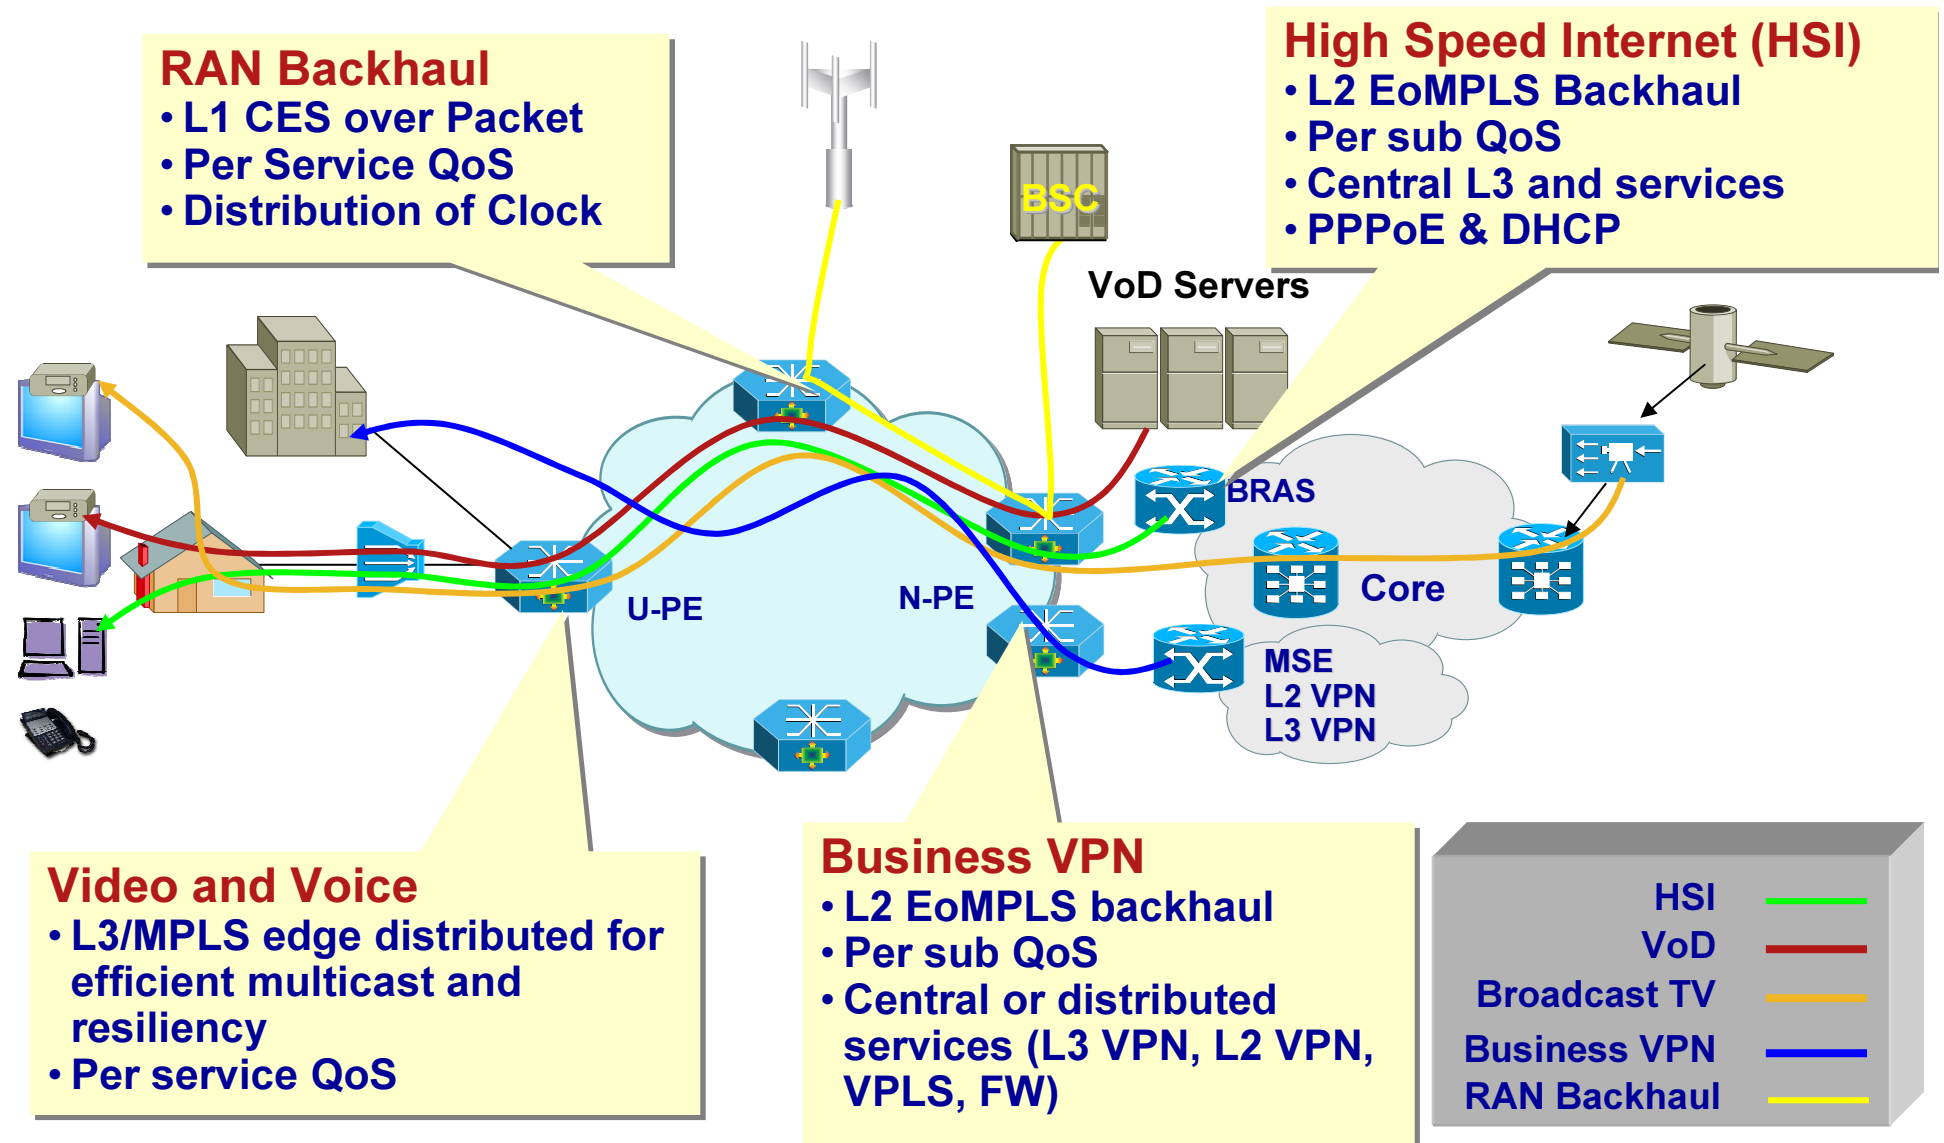 RAN Backhaul
• L1 CES over Packet
• Per Service QoS
• Distribution of Clock
High Speed Internet (HSI)
• L2 EoMPLS Backhaul
• Per sub QoS
• Central L3 and services
• PPPoE & DHCP
BSC
VoD Servers
BRAS
U-PE
N-PE
Core
MSE
L2 VPN
L3 VPN
Video and Voice
• L3/MPLS edge distributed for
efficient multicast and
resiliency
• Per service QoS
Business VPN
• L2 EoMPLS backhaul
• Per sub QoS
• Central or distributed
services (L3 VPN, L2 VPN,
VPLS, FW)
HSI
VoD
Broadcast TV
Business VPN
RAN Backhaul